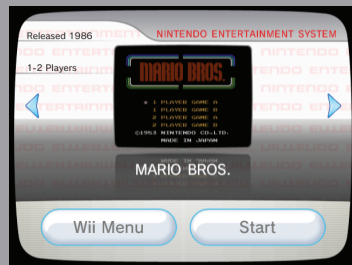 Released 1986
NINTENDO ENTERTAINMENT SYSTEM
1-2 Players
MARIO BROS.
1 PLAYER GAME A
1 PLAYER GAME B
2 PLAYER GAME A
2 PLAYER GAME B
©1983 NINTENDO CO.,LTD.
MADE IN JAPAN
MARIO BROS.
Wii Menu
Start